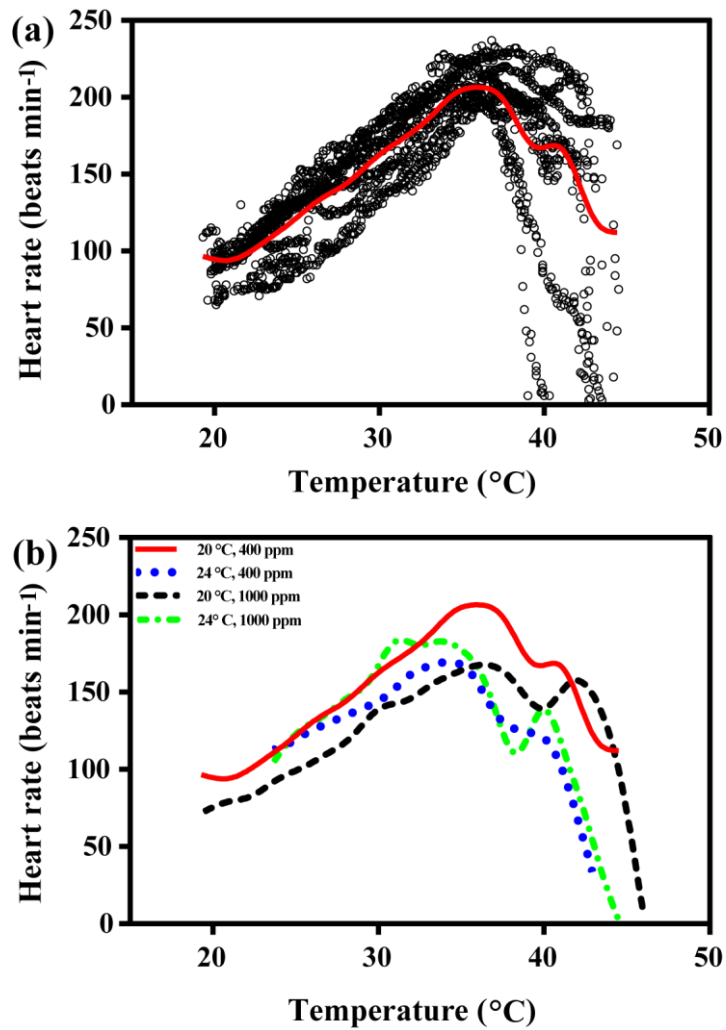 (a)
250
200
150
100
50
0
Heart rate (beats min-1)
20 30 40 50
Temperature (°C)
(b)
250
200
150
100
50
0
Heart rate (beats min-1)
20 °C, 400 ppm
24 °C, 400 ppm
20 °C, 1000 ppm
24° C, 1000 ppm
20 30 40 50
Temperature (°C)